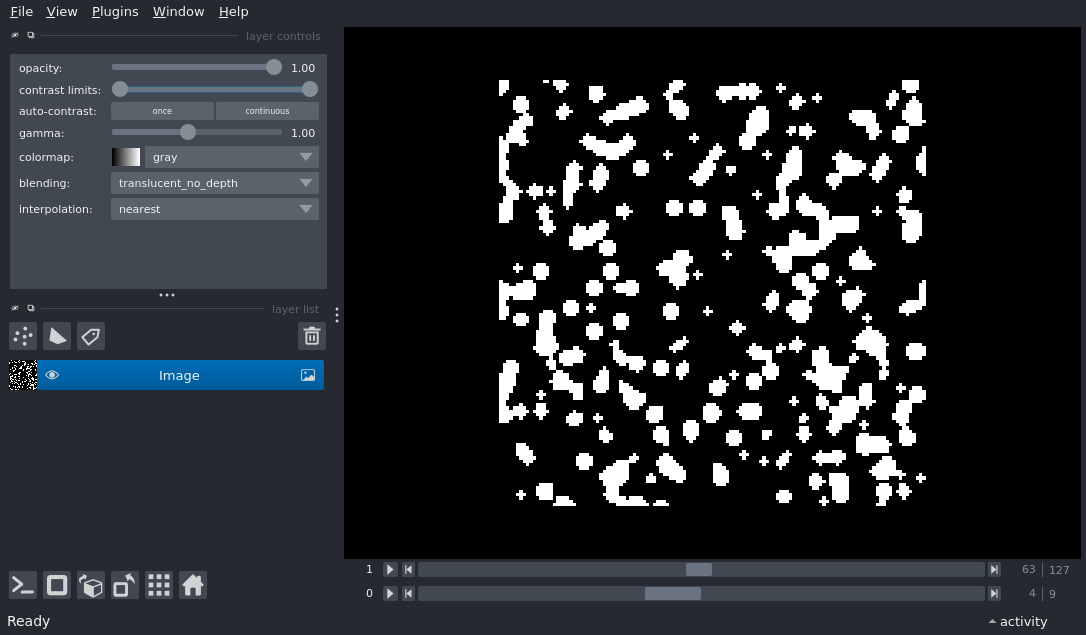 File View Plugins Window Help
layer controls
opacity: 1.00
contrast limits:
auto-contrast: once continuous
gamma: 1.00
colormap: gray
blending: translucent_no_depth
interpolation: nearest
layer list
Image
1 63 127
0 4 9
Ready activity